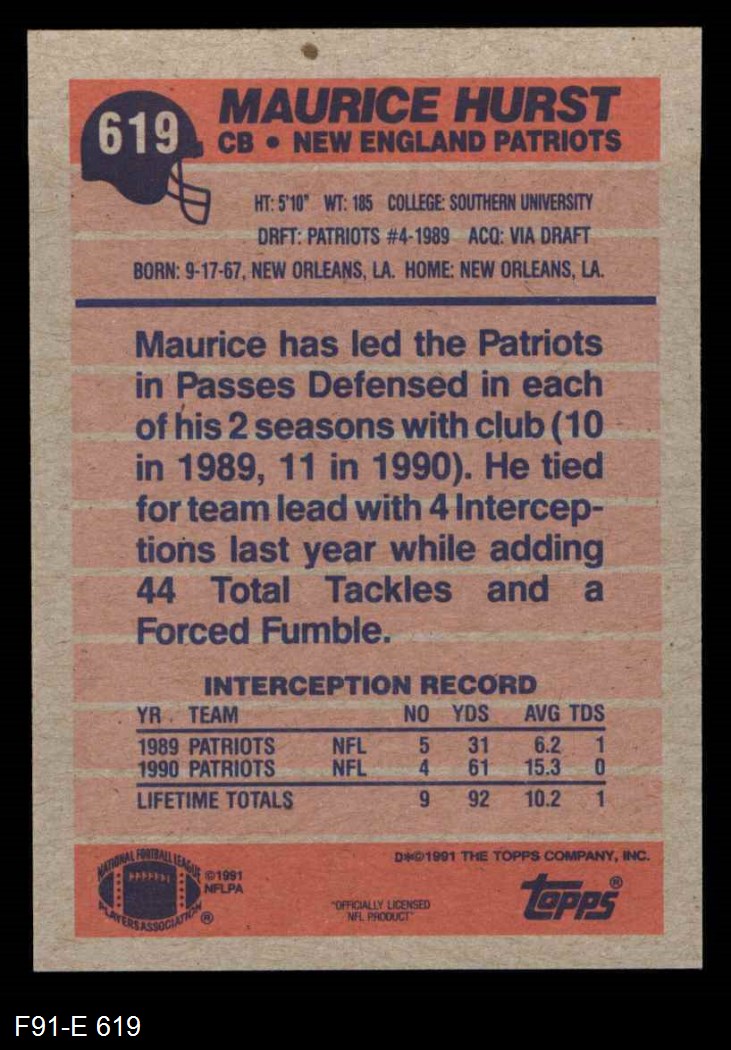 619
MAURICE HURST
CB • NEW ENGLAND PATRIOTS
HT: 5'10" WT: 185 COLLEGE: SOUTHERN UNIVERSITY
DRFT: PATRIOTS #4-1989 ACQ: VIA DRAFT
BORN: 9-17-67, NEW ORLEANS, LA. HOME: NEW ORLEANS, LA.
Maurice has led the Patriots
in Passes Defensed in each
of his 2 seasons with club (10
in 1989, 11 in 1990). He tied
for team lead with 4 Intercep-
tions last year while adding
44 Total Tackles and a
Forced Fumble.
INTERCEPTION RECORD
YR TEAM NO YDS AVG TDS
1989 PATRIOTS NFL 5 31 6.2 1
1990 PATRIOTS NFL 4 61 15.3 0
LIFETIME TOTALS 9 92 10.2 1
NATIONAL FOOTBALL LEAGUE
PLAYERS ASSOCIATION ®
©1991
NFLPA
"OFFICIALLY LICENSED
NFL PRODUCT"
D*©1991 THE TOPPS COMPANY, INC.
topps®
F91-E 619